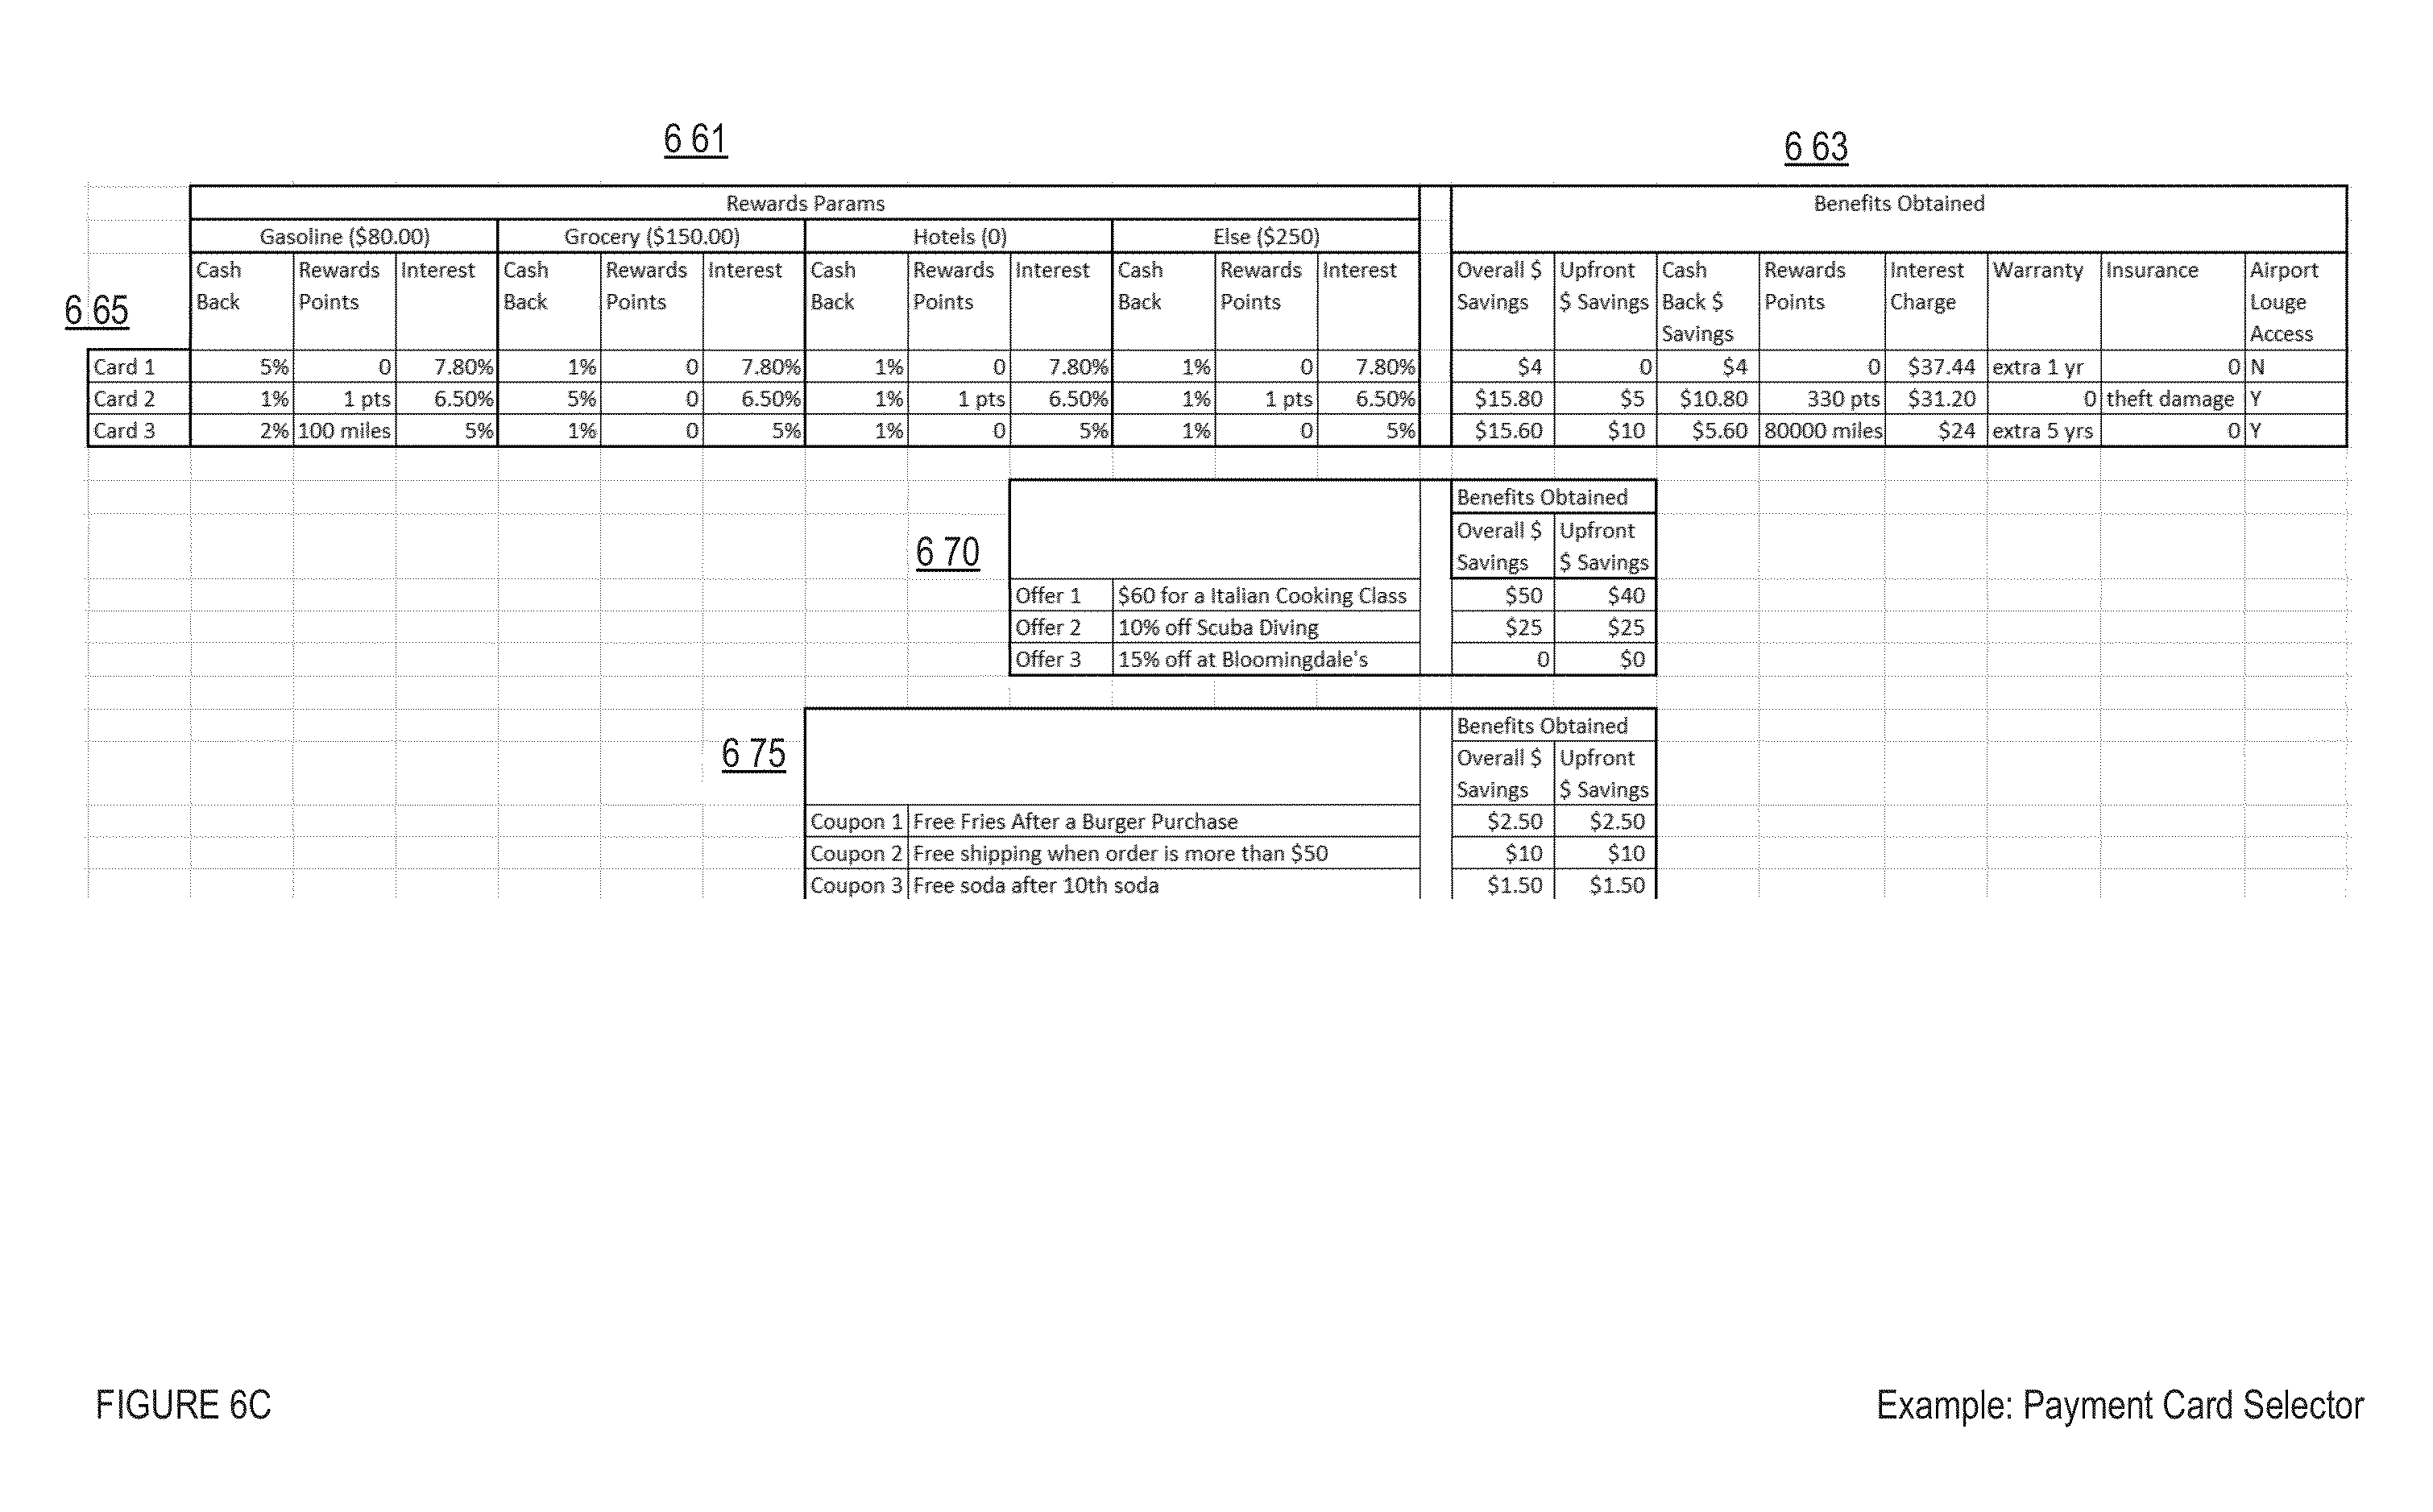 6 61
6 63
Rewards Params Benefits Obtained
Gasoline ($80.00) Grocery ($150.00) Hotels (0) Else ($250)
Cash Rewards Interest Cash Rewards Interest Cash Rewards Interest Cash Rewards Interest Overall $ Upfront Cash Rewards Interest Warranty Insurance Airport
Back Points Back Points Back Points Back Points Savings $ Savings Back $ Points Charge Louge
6 65
Savings Access
Card 1 5% 0 7.80% 1% 0 7.80% 1% 0 7.80% 1% 0 7.80% $4 0 $4 0 $37.44 extra 1 yr 0 N
Card 2 1% 1 pts 6.50% 5% 0 6.50% 1% 1 pts 6.50% 1% 1 pts 6.50% $15.80 $5 $10.80 330 pts $31.20 0 theft damage Y
Card 3 2% 100 miles 5% 1% 0 5% 1% 0 5% 1% 0 5% $15.60 $10 $5.60 80000 miles $24 extra 5 yrs 0 Y
Benefits Obtained
Overall $ Upfront
6 70
Savings $ Savings
Offer 1 $60 for a Italian Cooking Class $50 $40
Offer 2 10% off Scuba Diving $25 $25
Offer 3 15% off at Bloomingdale's 0 $0
Benefits Obtained
6 75
Overall $ Upfront
Savings $ Savings
Coupon 1 Free Fries After a Burger Purchase $2.50 $2.50
Coupon 2 Free shipping when order is more than $50 $10 $10
Coupon 3 Free soda after 10th soda $1.50 $1.50
FIGURE 6C Example: Payment Card Selector